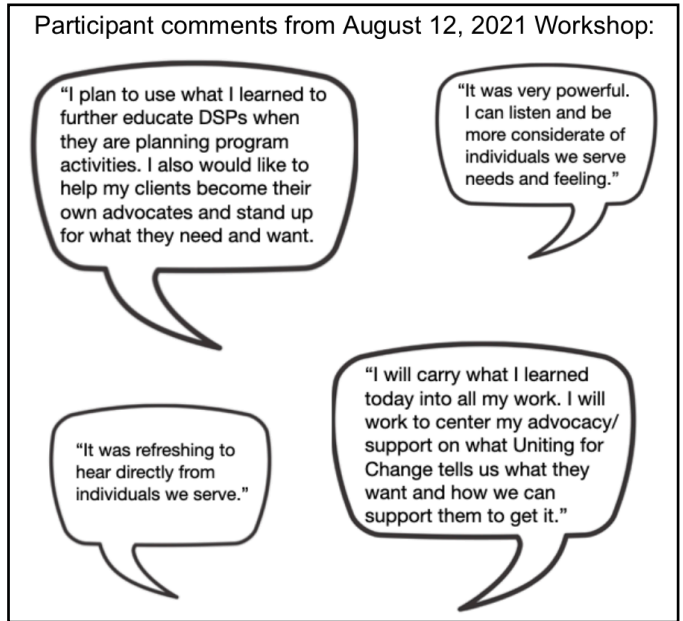 Participant comments from August 12, 2021 Workshop:
“I plan to use what I learned to
further educate DSPs when
they are planning program
activities. I also would like to
help my clients become their
own advocates and stand up
for what they need and want.
“It was very powerful.
I can listen and be
more considerate of
individuals we serve
needs and feeling.”
“It was refreshing to
hear directly from
individuals we serve.”
“I will carry what I learned
today into all my work. I will
work to center my advocacy/
support on what Uniting for
Change tells us what they
want and how we can
support them to get it.”